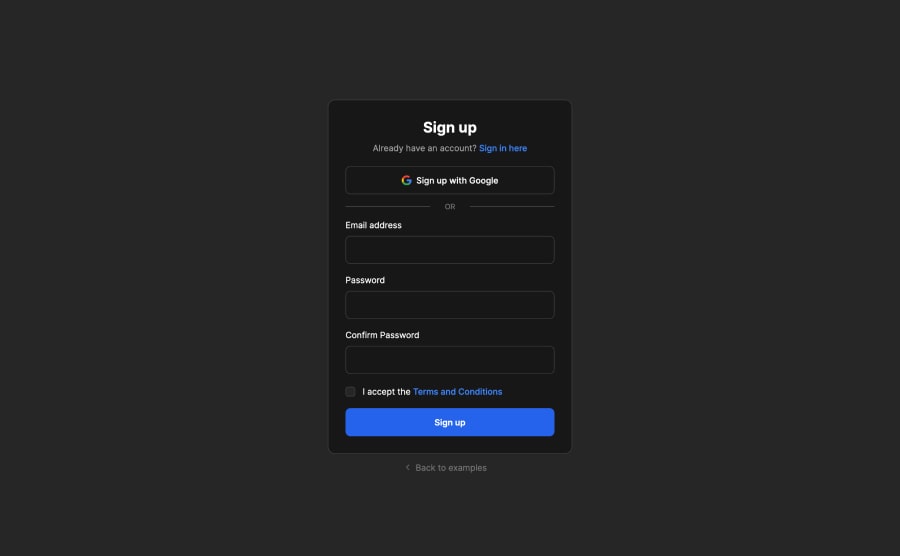 Sign up
Already have an account? Sign in here
Sign up with Google
OR
Email address
Password
Confirm Password
I accept the Terms and Conditions
Sign up
Back to examples